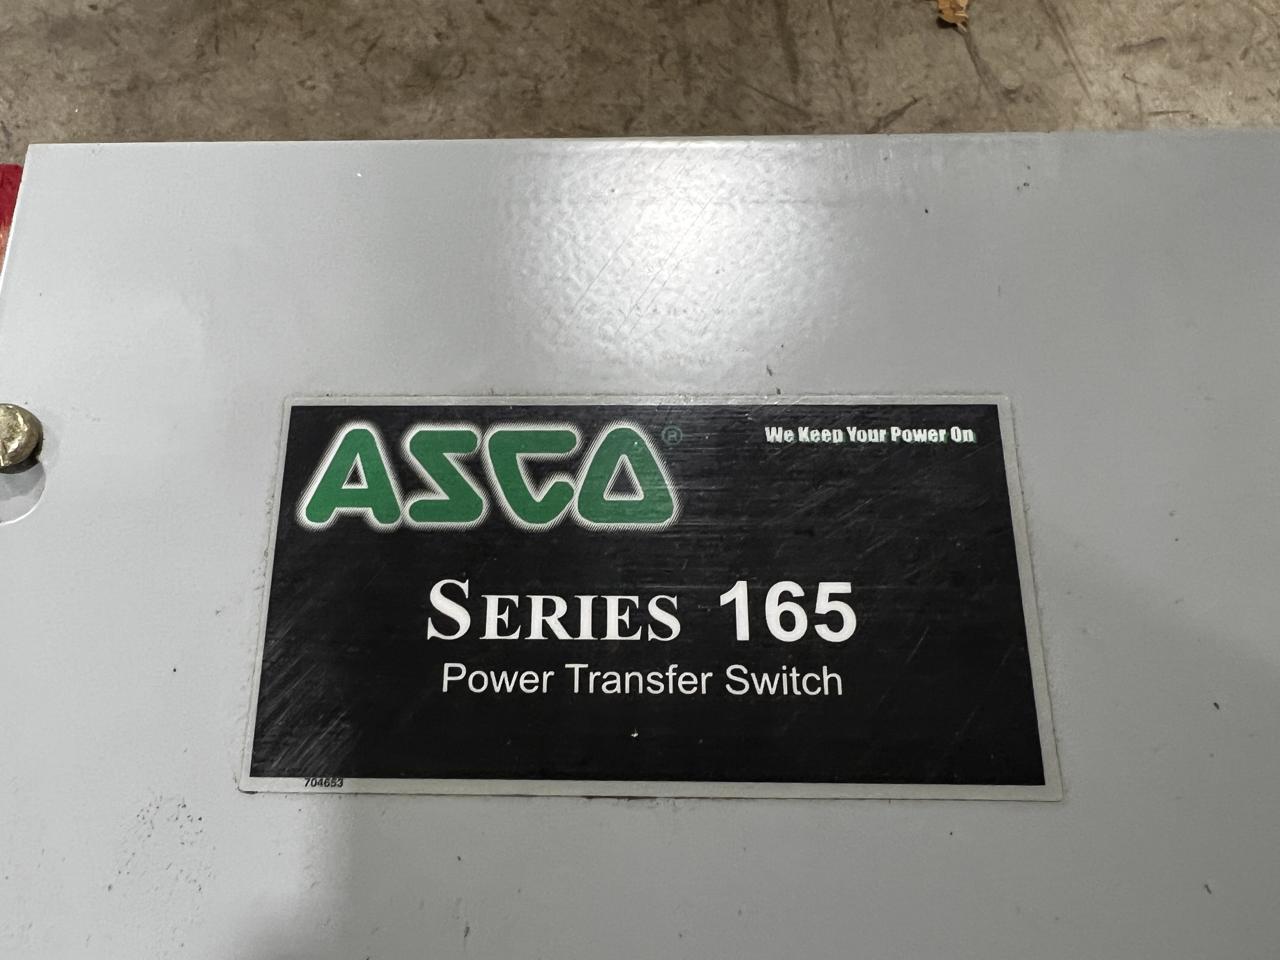 ASCO®
We Keep Your Power On
SERIES 165
Power Transfer Switch
704653